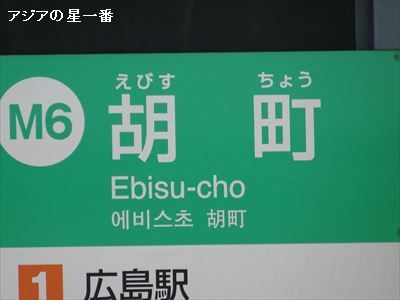 アジアの星一番
えびす ちょう
M6 胡 町
Ebisu-cho
에비스초 胡町
1 広島駅